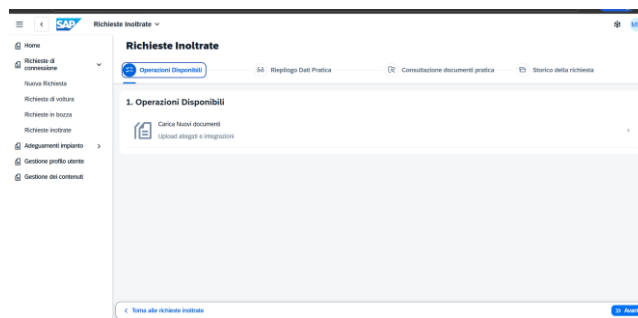 SAP
Richieste Inoltrate
Home
Richieste di
connessione
Nuova Richiesta
Richieste di voltura
Richieste in bozza
Richieste inoltrate
Adeguamenti impianto
Gestione profilo utente
Gestione dei contenuti
Richieste Inoltrate
Operazioni Disponibili
Riepilogo Dati Pratica
Consultazione documenti pratica
Storico della richiesta
1. Operazioni Disponibili
Carica Nuovi documenti
Upload allegati e integrazioni
Torna alle richieste inoltrate